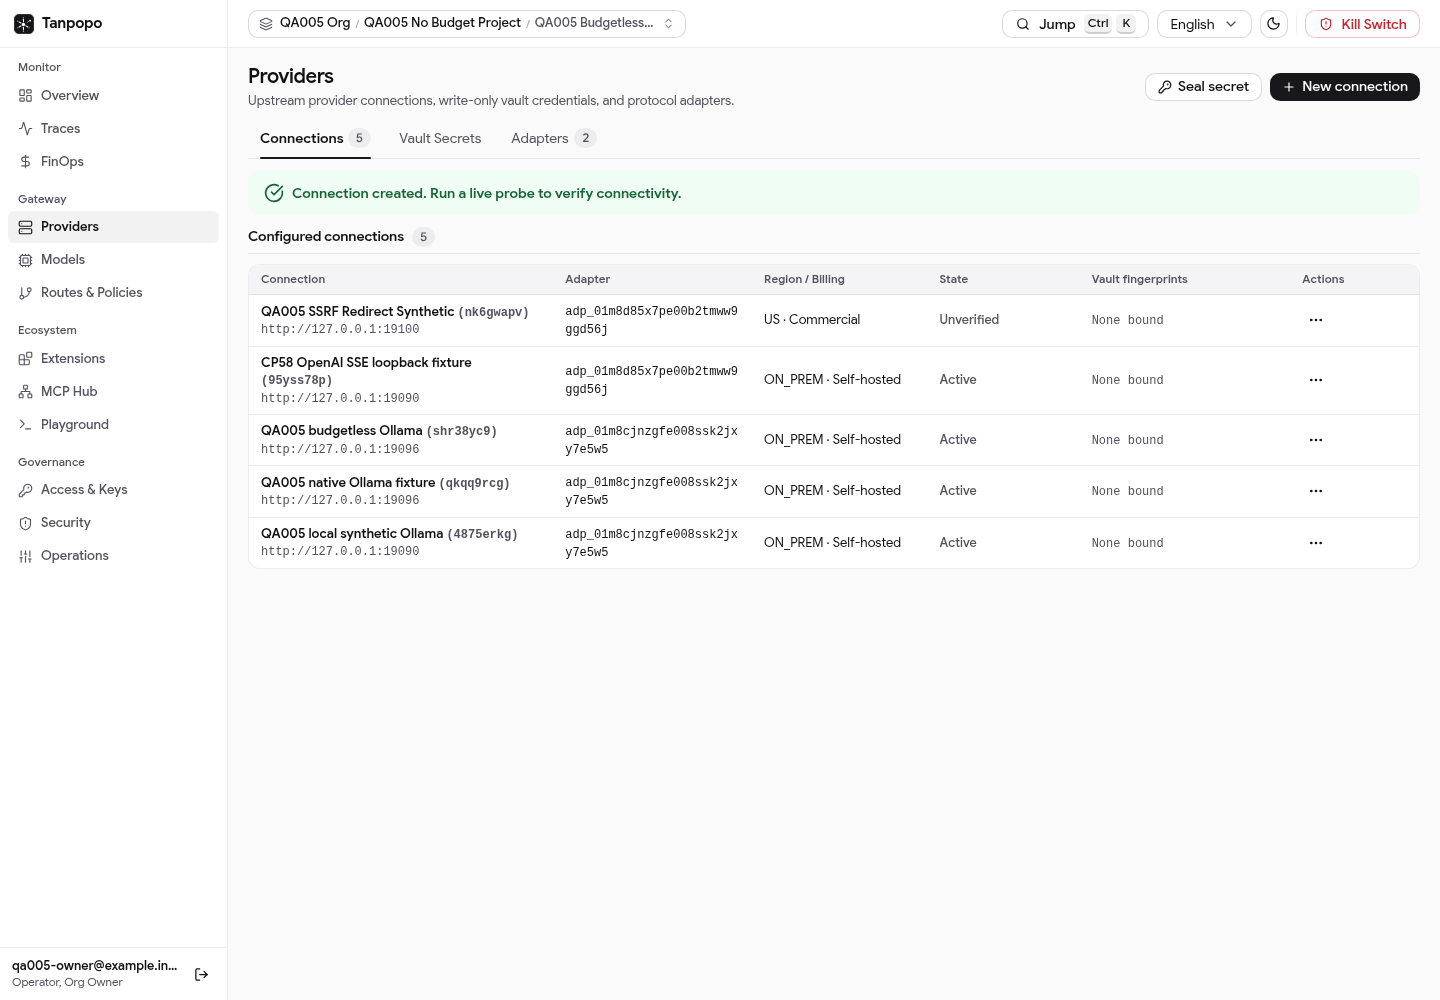 Tanpopo
QA005 Org / QA005 No Budget Project / QA005 Budgetless...
Jump Ctrl K
English
Kill Switch
Monitor
Overview
Traces
FinOps
Gateway
Providers
Models
Routes & Policies
Ecosystem
Extensions
MCP Hub
Playground
Governance
Access & Keys
Security
Operations
qa005-owner@example.in...
Operator, Org Owner
Providers
Upstream provider connections, write-only vault credentials, and protocol adapters.
Seal secret
New connection
Connections 5
Vault Secrets
Adapters 2
Connection created. Run a live probe to verify connectivity.
Configured connections 5
Connection Adapter Region / Billing State Vault fingerprints Actions
QA005 SSRF Redirect Synthetic (nk6gwapv)
http://127.0.0.1:19100
adp_01m8d85x7pe00b2tmww9
ggd56j
US · Commercial
Unverified
None bound
CP58 OpenAI SSE loopback fixture
(95yss78p)
http://127.0.0.1:19090
adp_01m8d85x7pe00b2tmww9
ggd56j
ON_PREM · Self-hosted
Active
None bound
QA005 budgetless Ollama (shr38yc9)
http://127.0.0.1:19096
adp_01m8cjnzgfe008ssk2jx
y7e5w5
ON_PREM · Self-hosted
Active
None bound
QA005 native Ollama fixture (qkqq9rcg)
http://127.0.0.1:19096
adp_01m8cjnzgfe008ssk2jx
y7e5w5
ON_PREM · Self-hosted
Active
None bound
QA005 local synthetic Ollama (4875erkg)
http://127.0.0.1:19090
adp_01m8cjnzgfe008ssk2jx
y7e5w5
ON_PREM · Self-hosted
Active
None bound